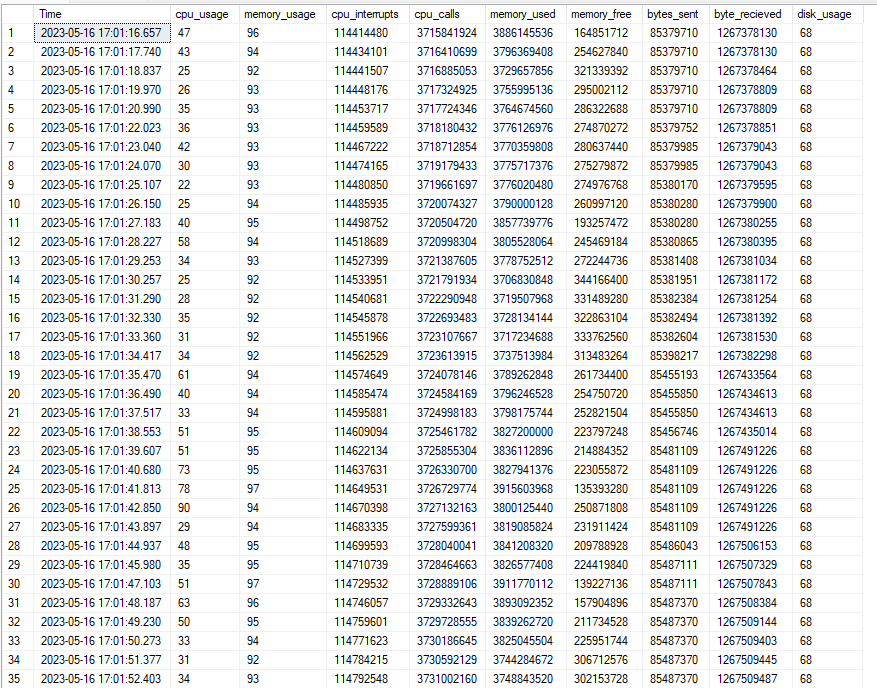 Time cpu_usage memory_usage cpu_interrupts cpu_calls memory_used memory_free bytes_sent byte_recieved disk_usage
1 2023-05-16 17:01:16.657 47 96 114414480 3715841924 3886145536 164851712 85379710 1267378130 68
2 2023-05-16 17:01:17.740 43 94 114434101 3716410699 3796369408 254627840 85379710 1267378130 68
3 2023-05-16 17:01:18.837 25 92 114441507 3716885053 3729657856 321339392 85379710 1267378464 68
4 2023-05-16 17:01:19.970 26 93 114448176 3717324925 3755995136 295002112 85379710 1267378809 68
5 2023-05-16 17:01:20.990 35 93 114453717 3717724346 3764674560 286322688 85379710 1267378809 68
6 2023-05-16 17:01:22.023 36 93 114459589 3718180432 3776126976 274870272 85379752 1267378851 68
7 2023-05-16 17:01:23.040 42 93 114467222 3718712854 3770359808 280637440 85379985 1267379043 68
8 2023-05-16 17:01:24.070 30 93 114474165 3719179433 3775717376 275279872 85379985 1267379043 68
9 2023-05-16 17:01:25.107 22 93 114480850 3719661697 3776020480 274976768 85380170 1267379595 68
10 2023-05-16 17:01:26.150 25 94 114485935 3720074327 3790000128 260997120 85380280 1267379900 68
11 2023-05-16 17:01:27.183 40 95 114498752 3720504720 3857739776 193257472 85380280 1267380255 68
12 2023-05-16 17:01:28.227 58 94 114518689 3720998304 3805528064 245469184 85380865 1267380395 68
13 2023-05-16 17:01:29.253 34 93 114527399 3721387605 3778752512 272244736 85381408 1267381034 68
14 2023-05-16 17:01:30.257 25 92 114533951 3721791934 3706830848 344166400 85381951 1267381172 68
15 2023-05-16 17:01:31.290 28 92 114540681 3722290948 3719507968 331489280 85382384 1267381254 68
16 2023-05-16 17:01:32.330 35 92 114545878 3722693483 3728134144 322863104 85382494 1267381392 68
17 2023-05-16 17:01:33.360 31 92 114551966 3723107667 3717234688 333762560 85382604 1267381530 68
18 2023-05-16 17:01:34.417 34 92 114562529 3723613915 3737513984 313483264 85398217 1267382298 68
19 2023-05-16 17:01:35.470 61 94 114574649 3724078146 3789262848 261734400 85455193 1267433564 68
20 2023-05-16 17:01:36.490 40 94 114585474 3724584169 3796246528 254750720 85455850 1267434613 68
21 2023-05-16 17:01:37.517 33 94 114595881 3724998183 3798175744 252821504 85455850 1267434613 68
22 2023-05-16 17:01:38.553 51 95 114609094 3725461782 3827200000 223797248 85456746 1267435014 68
23 2023-05-16 17:01:39.607 51 95 114622134 3725855304 3836112896 214884352 85481109 1267491226 68
24 2023-05-16 17:01:40.680 73 95 114637631 3726330700 3827941376 223055872 85481109 1267491226 68
25 2023-05-16 17:01:41.813 78 97 114649531 3726729774 3915603968 135393280 85481109 1267491226 68
26 2023-05-16 17:01:42.850 90 94 114670398 3727132163 3800125440 250871808 85481109 1267491226 68
27 2023-05-16 17:01:43.897 29 94 114683335 3727599361 3819085824 231911424 85481109 1267491226 68
28 2023-05-16 17:01:44.937 48 95 114699593 3728040041 3841208320 209788928 85486043 1267506153 68
29 2023-05-16 17:01:45.980 35 95 114710739 3728464663 3826577408 224419840 85487111 1267507329 68
30 2023-05-16 17:01:47.103 51 97 114729532 3728889106 3911770112 139227136 85487111 1267507843 68
31 2023-05-16 17:01:48.187 63 96 114746057 3729332643 3893092352 157904896 85487370 1267508384 68
32 2023-05-16 17:01:49.230 50 95 114759601 3729728555 3839262720 211734528 85487370 1267509144 68
33 2023-05-16 17:01:50.273 33 94 114771623 3730186645 3825045504 225951744 85487370 1267509403 68
34 2023-05-16 17:01:51.377 31 92 114784215 3730592129 3744284672 306712576 85487370 1267509445 68
35 2023-05-16 17:01:52.403 34 93 114792548 3731002160 3748843520 302153728 85487370 1267509487 68